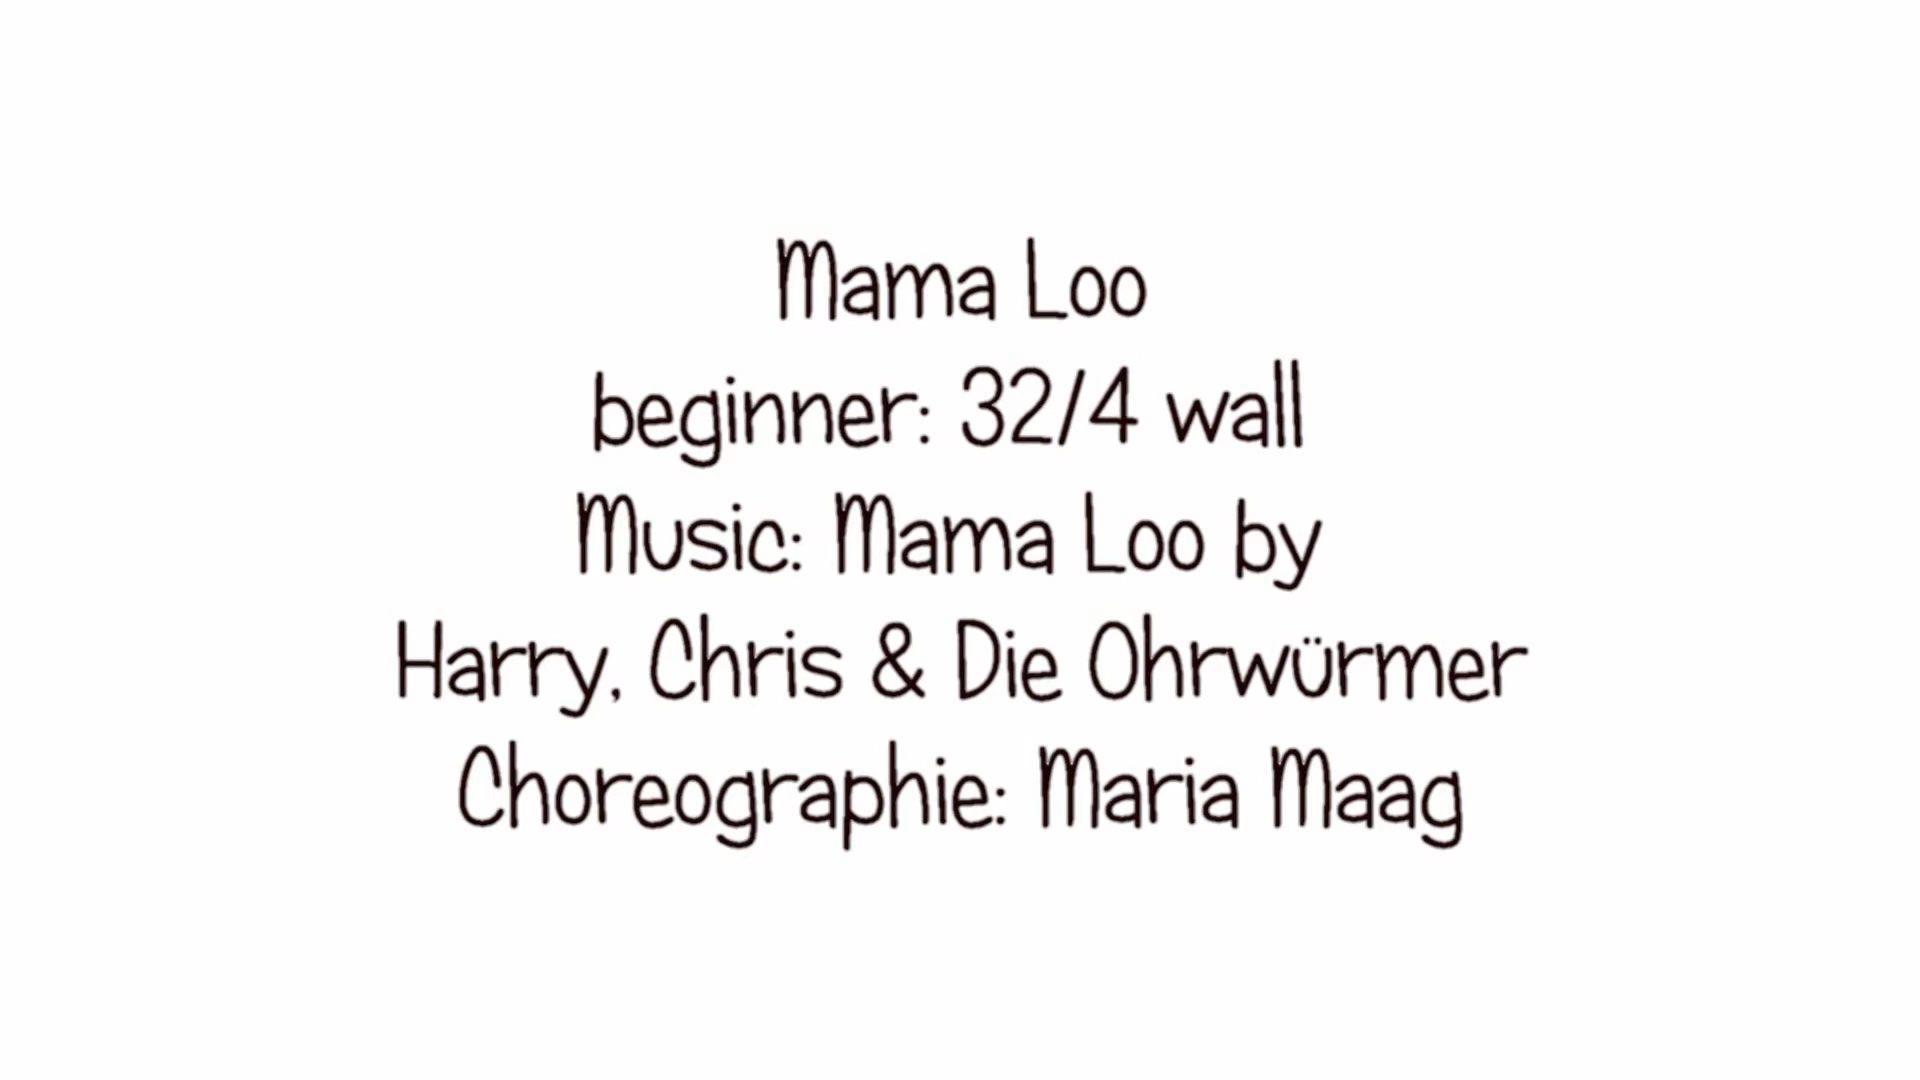 Mama Loo
beginner: 32/4 wall
Music: Mama Loo by
Harry, Chris & Die Ohrwürmer
Choreographie: Maria Maag